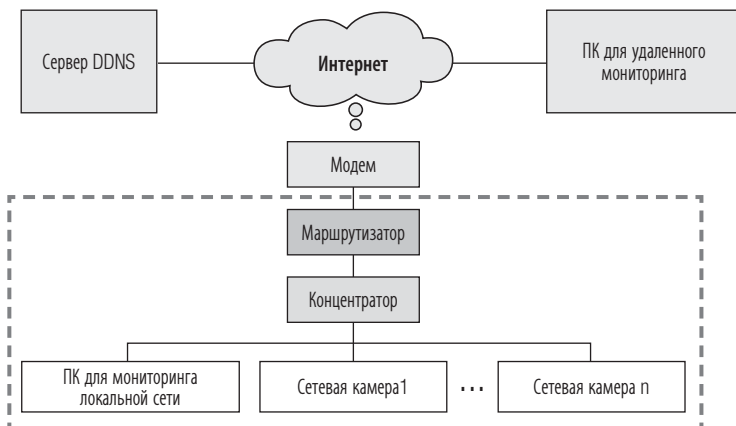 Сервер DDNS
Интернет
ПК для удаленного
мониторинга
Модем
Маршрутизатор
Концентратор
ПК для мониторинга
локальной сети
Сетевая камера1
...
Сетевая камера n